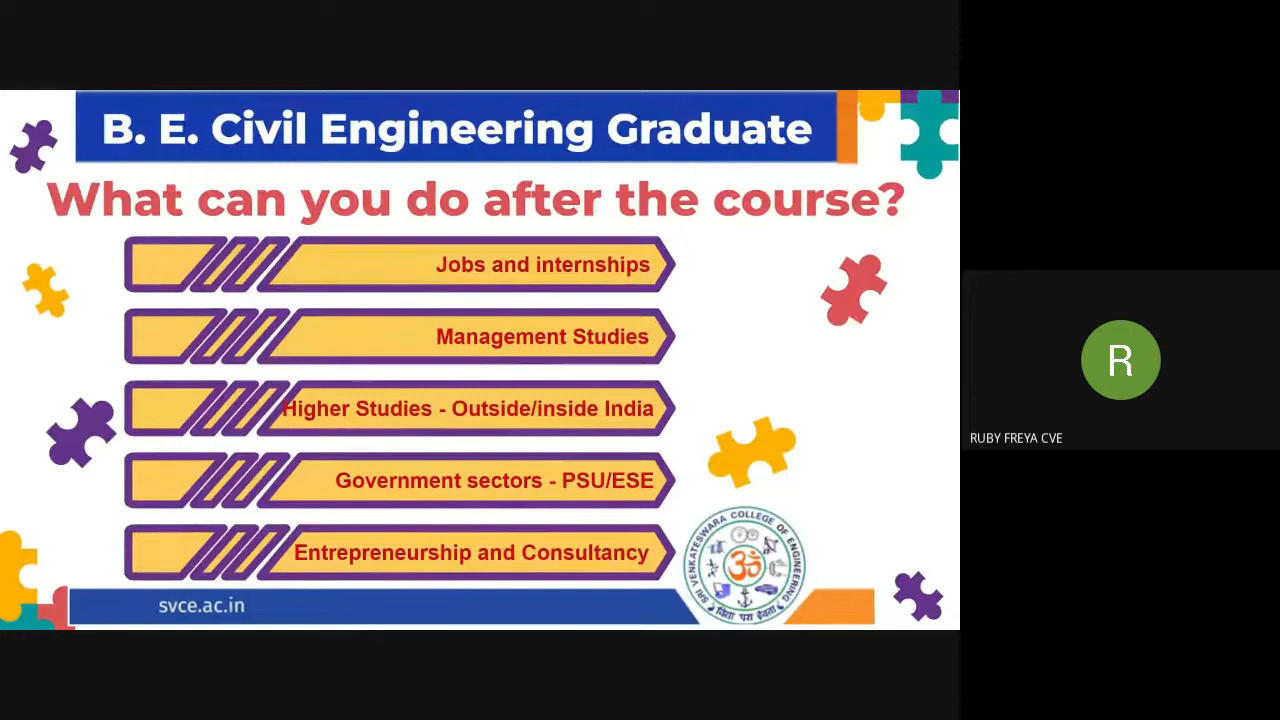 B. E. Civil Engineering Graduate
What can you do after the course?
Jobs and internships
Management Studies
Higher Studies - Outside/inside India
Government sectors - PSU/ESE
Entrepreneurship and Consultancy
SRI VENKATESWARA COLLEGE OF ENGINEERING
विद्या परा देवता
svce.ac.in
R
RUBY FREYA CVE